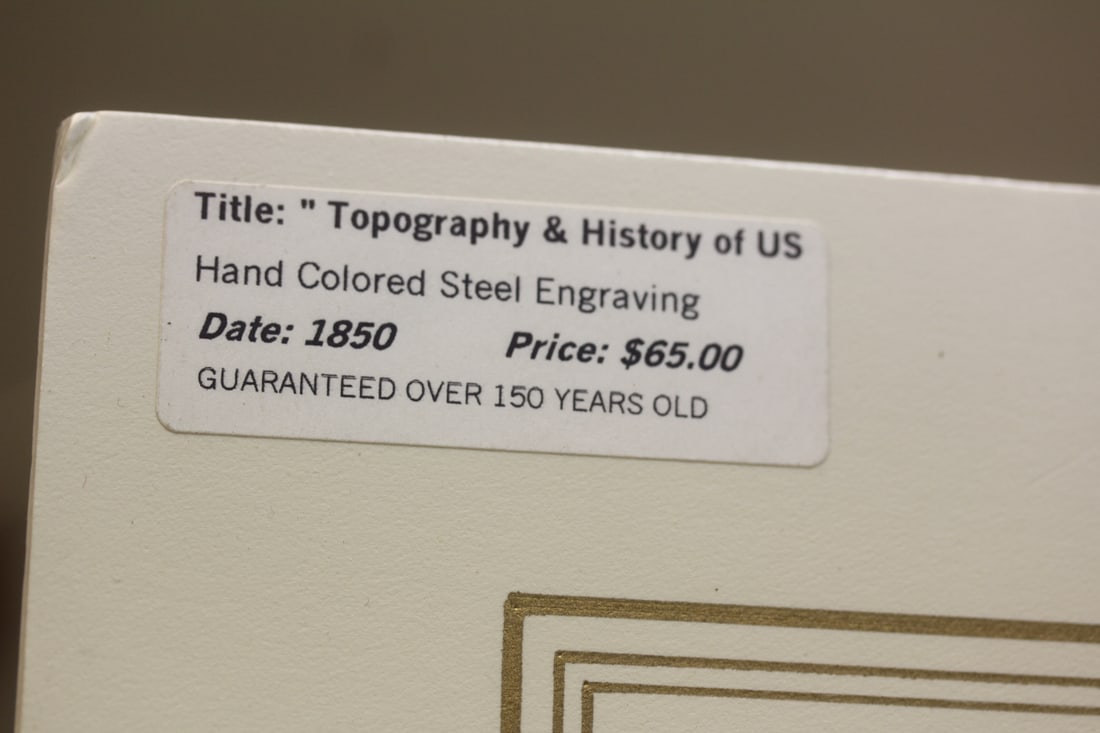 Title: " Topography & History of US
Hand Colored Steel Engraving
Date: 1850 Price: $65.00
GUARANTEED OVER 150 YEARS OLD